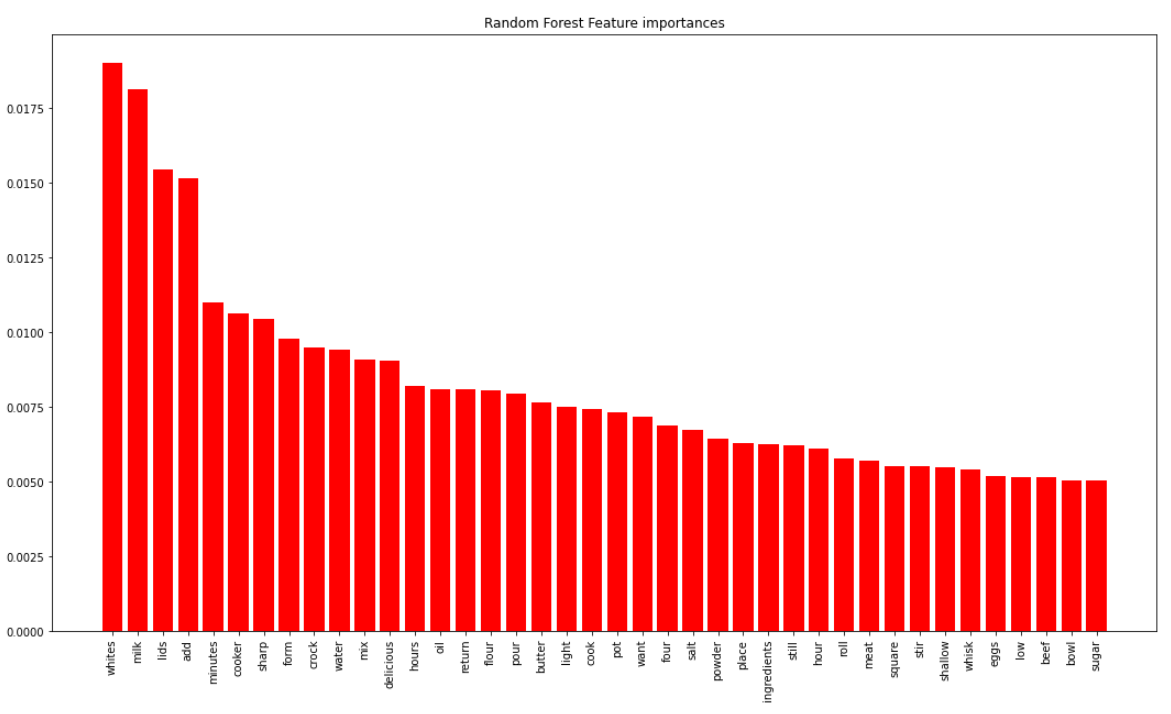 Random Forest Feature importances
0.0175
0.0150
0.0125
0.0100
0.0075
0.0050
0.0025
0.0000
whites
milk
lids
add
minutes
cooker
sharp
form
crock
water
mix
delicious
hours
oil
return
flour
pour
butter
light
cook
pot
want
four
salt
powder
place
ingredients
still
hour
roll
meat
square
stir
shallow
whisk
eggs
low
beef
bowl
sugar